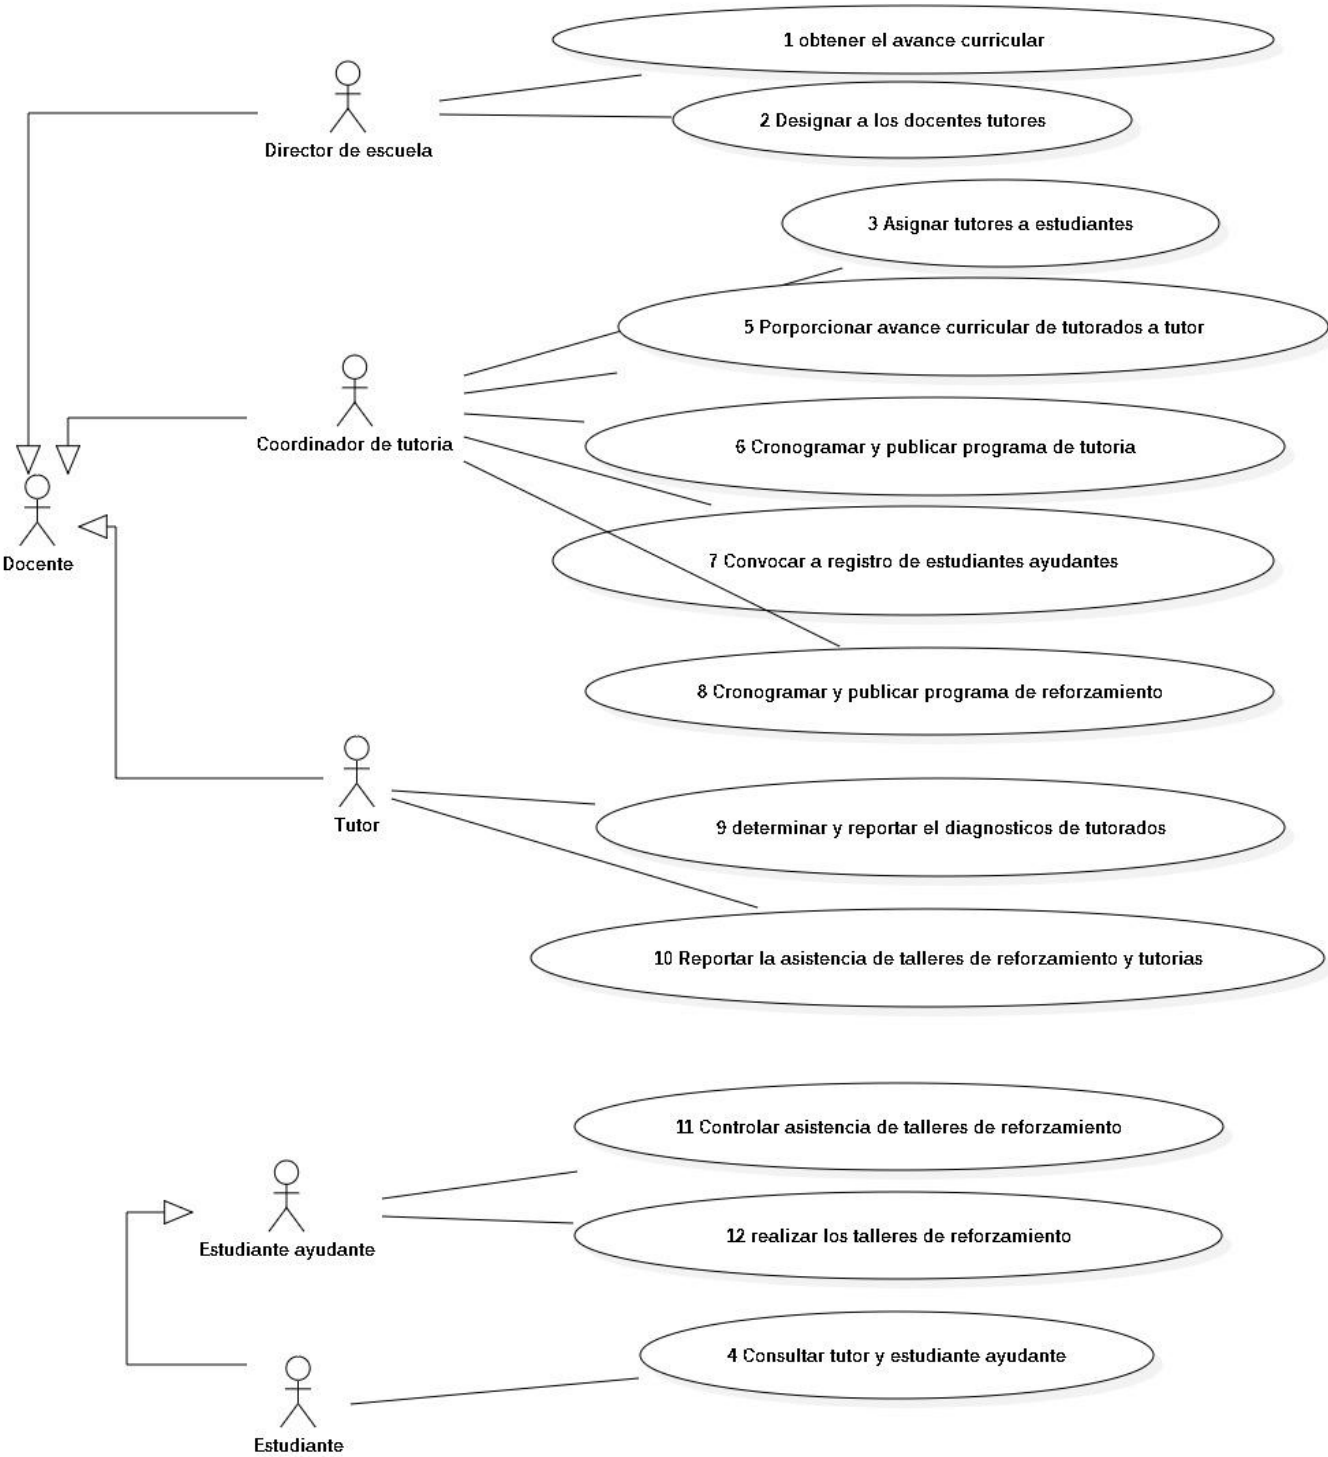 1 obtener el avance curricular
2 Designar a los docentes tutores
Director de escuela
3 Asignar tutores a estudiantes
5 Porporcionar avance curricular de tutorados a tutor
Coordinador de tutoria
6 Cronogramar y publicar programa de tutoria
Docente
7 Convocar a registro de estudiantes ayudantes
8 Cronogramar y publicar programa de reforzamiento
Tutor
9 determinar y reportar el diagnosticos de tutorados
10 Reportar la asistencia de talleres de reforzamiento y tutorias
11 Controlar asistencia de talleres de reforzamiento
Estudiante ayudante
12 realizar los talleres de reforzamiento
4 Consultar tutor y estudiante ayudante
Estudiante